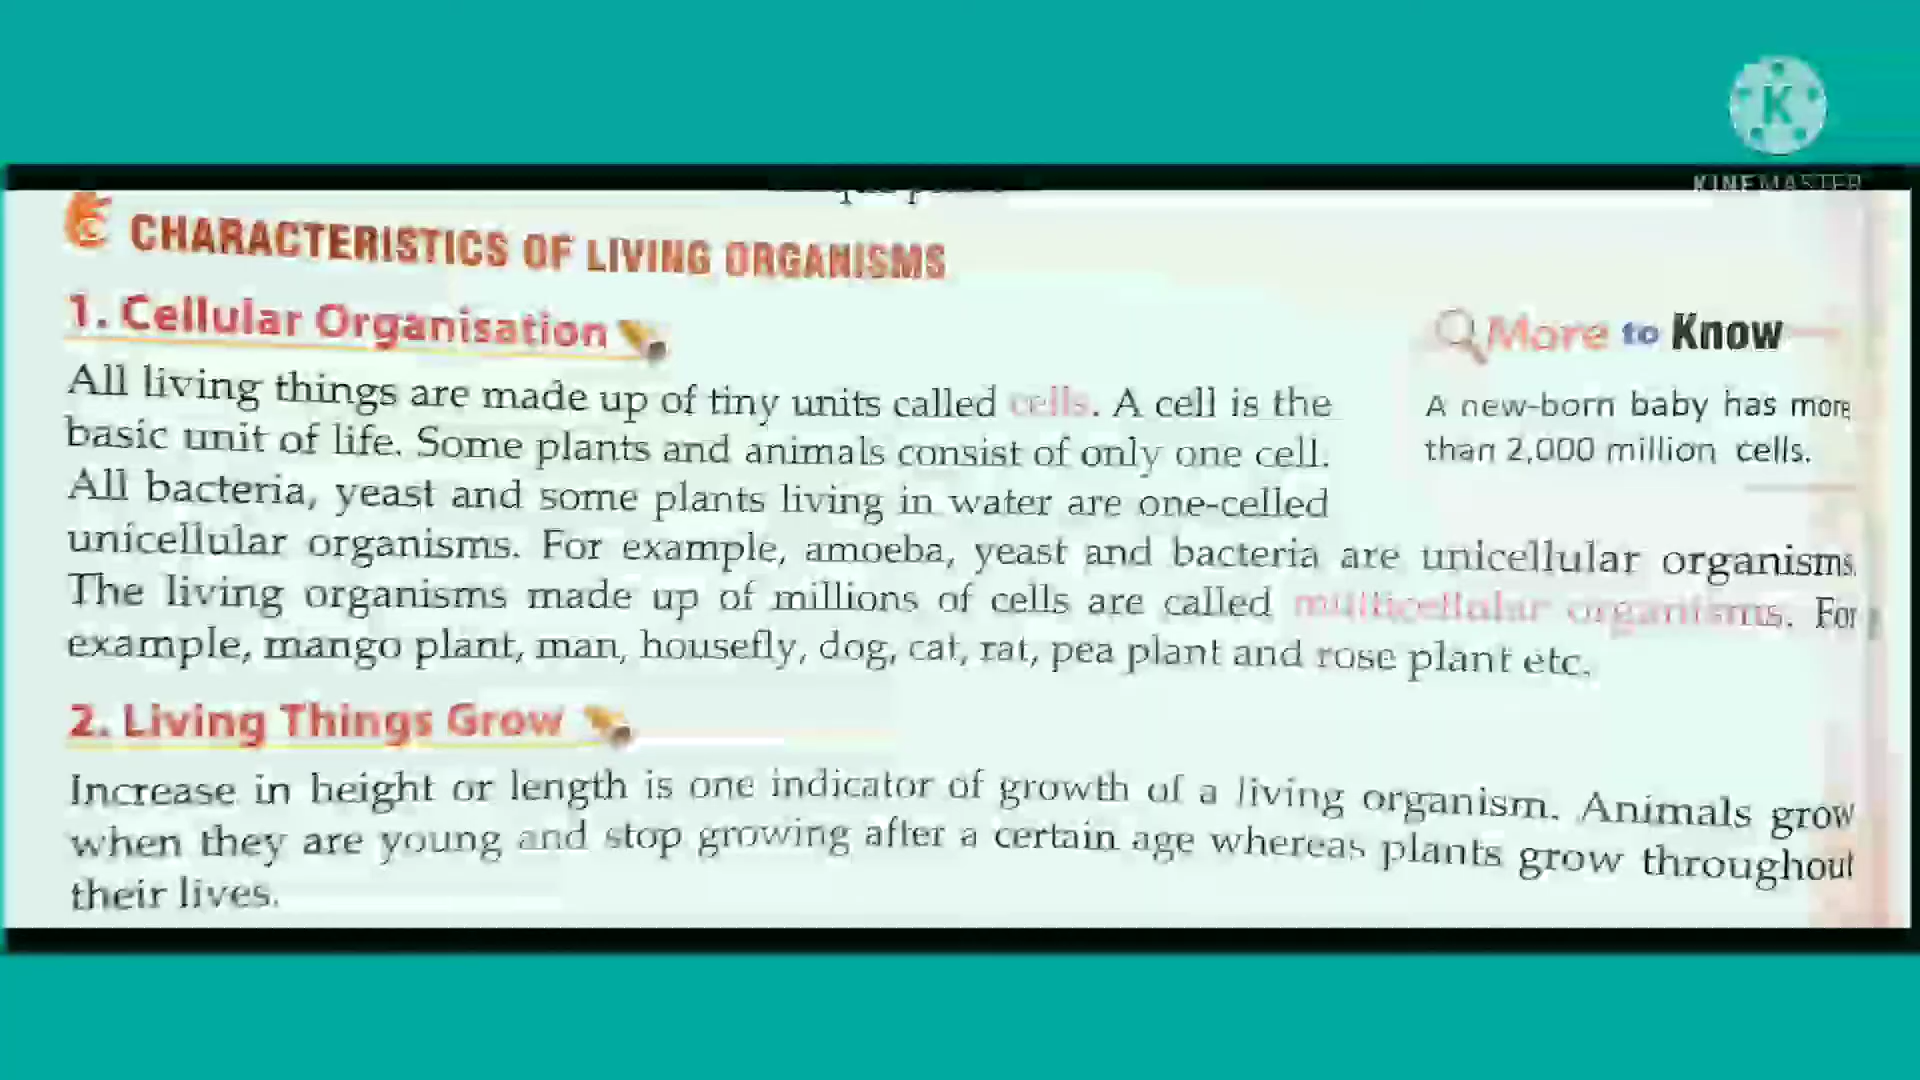 K
KINEMASTER
CHARACTERISTICS OF LIVING ORGANISMS
1. Cellular Organisation
All living things are made up of tiny units called cells. A cell is the
basic unit of life. Some plants and animals consist of only one cell.
All bacteria, yeast and some plants living in water are one-celled
unicellular organisms. For example, amoeba, yeast and bacteria are unicellular organisms.
The living organisms made up of millions of cells are called multicellular organisms. For
example, mango plant, man, housefly, dog, cat, rat, pea plant and rose plant etc.
More to Know
A new-born baby has more
than 2,000 million cells.
2. Living Things Grow
Increase in height or length is one indicator of growth of a living organism. Animals grow
when they are young and stop growing after a certain age whereas plants grow throughout
their lives.